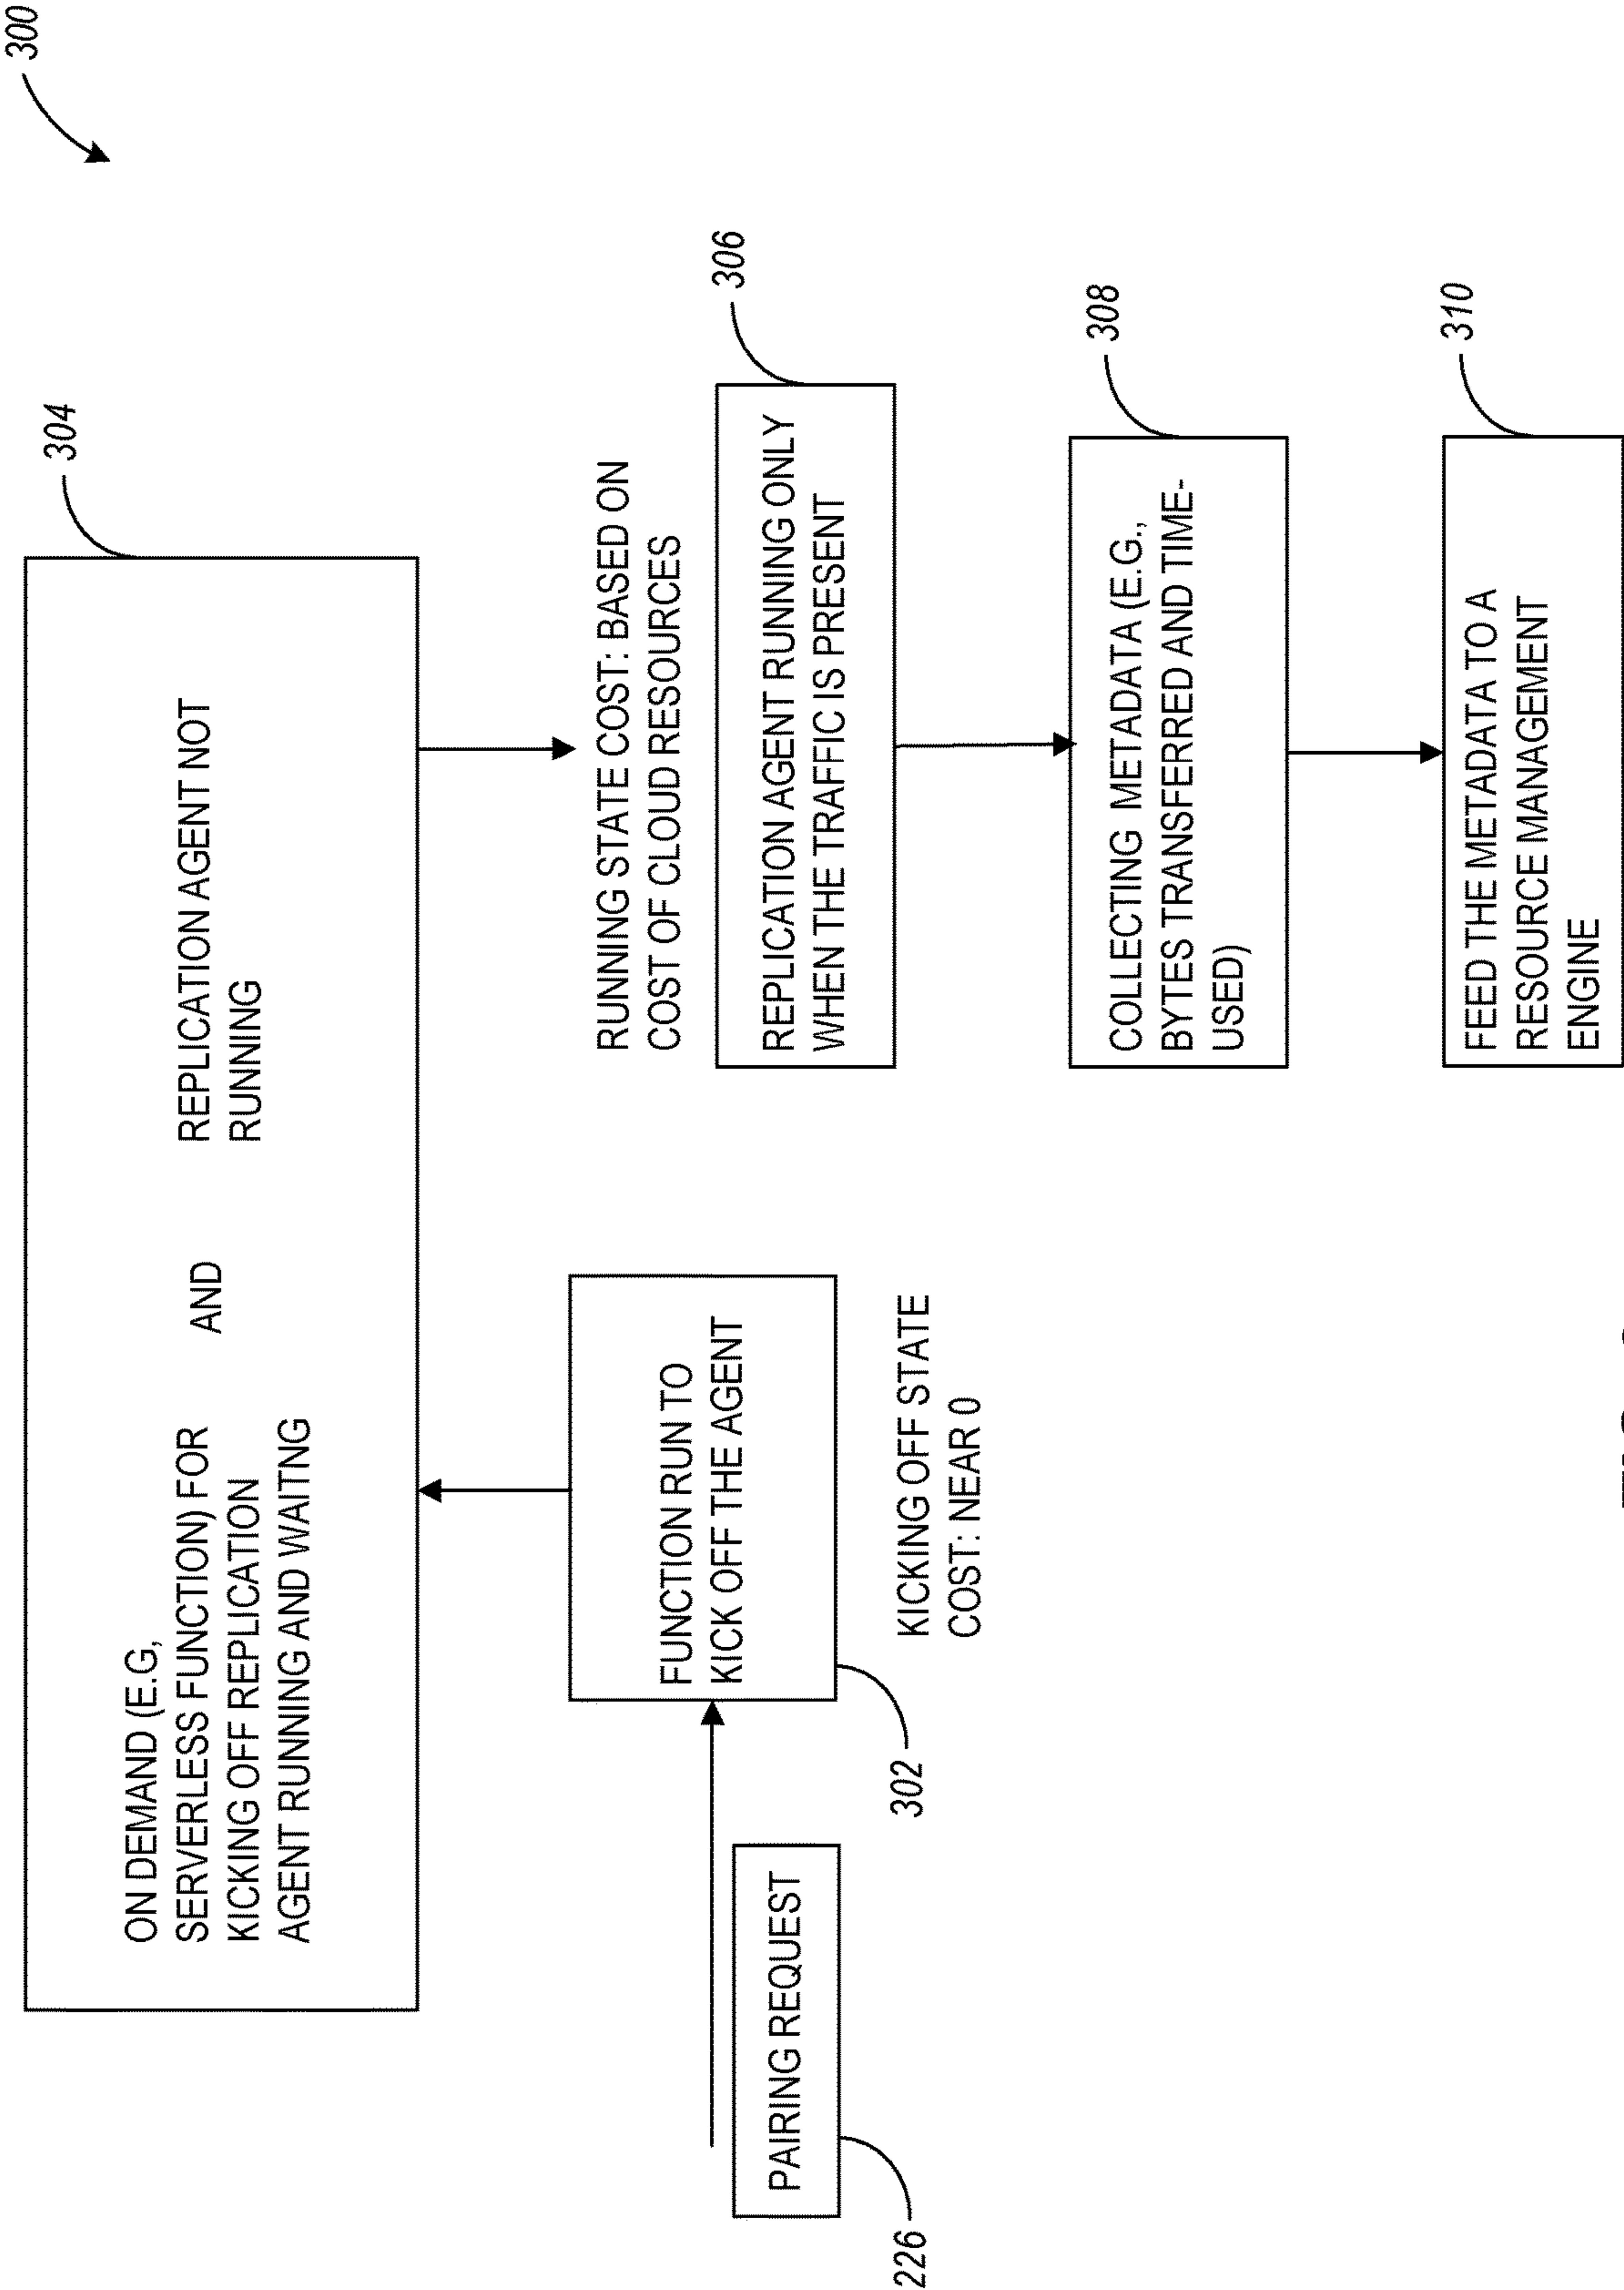 300
304
ON DEMAND (E.G,
SERVERLESS FUNCTION) FOR
KICKING OFF REPLICATION
AGENT RUNNING AND WAITNG
AND
REPLICATION AGENT NOT
RUNNING
PAIRING REQUEST
226
FUNCTION RUN TO
KICK OFF THE AGENT
302
KICKING OFF STATE
COST: NEAR 0
RUNNING STATE COST: BASED ON
COST OF CLOUD RESOURCES
306
REPLICATION AGENT RUNNING ONLY
WHEN THE TRAFFIC IS PRESENT
308
COLLECTING METADATA (E.G.,
BYTES TRANSFERRED AND TIME-
USED)
310
FEED THE METADATA TO A
RESOURCE MANAGEMENT
ENGINE